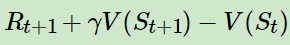 $R_{t+1} + \gamma V(S_{t+1}) - V(S_t)$